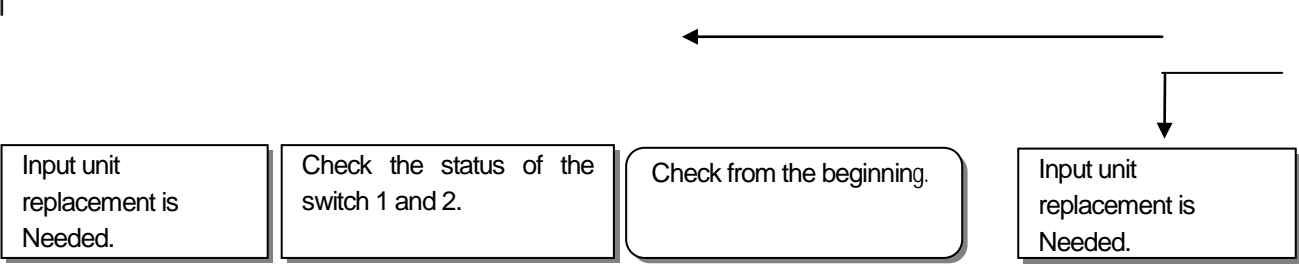 Input unit
replacement is
Needed.
Check the status of the
switch 1 and 2.
Check from the beginning.
Input unit
replacement is
Needed.